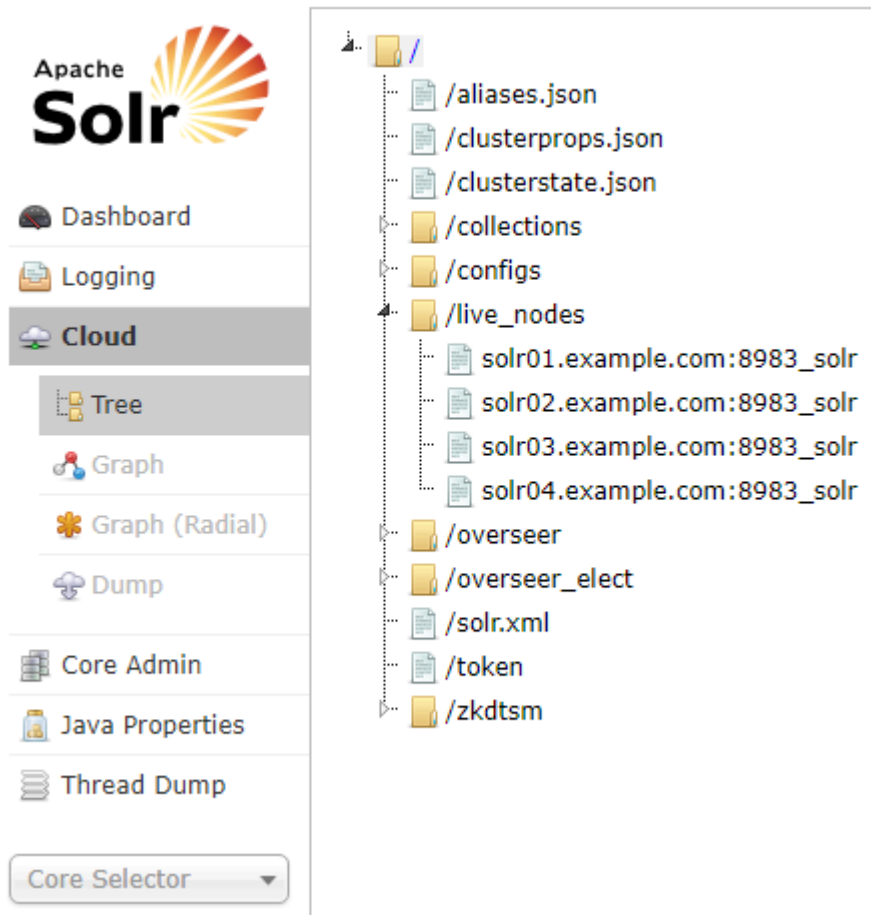 Apache
Solr
Dashboard
Logging
Cloud
Tree
Graph
Graph (Radial)
Dump
Core Admin
Java Properties
Thread Dump
Core Selector
/
/aliases.json
/clusterprops.json
/clusterstate.json
/collections
/configs
/live_nodes
solr01.example.com:8983_solr
solr02.example.com:8983_solr
solr03.example.com:8983_solr
solr04.example.com:8983_solr
/overseer
/overseer_elect
/solr.xml
/token
/zkdtsm